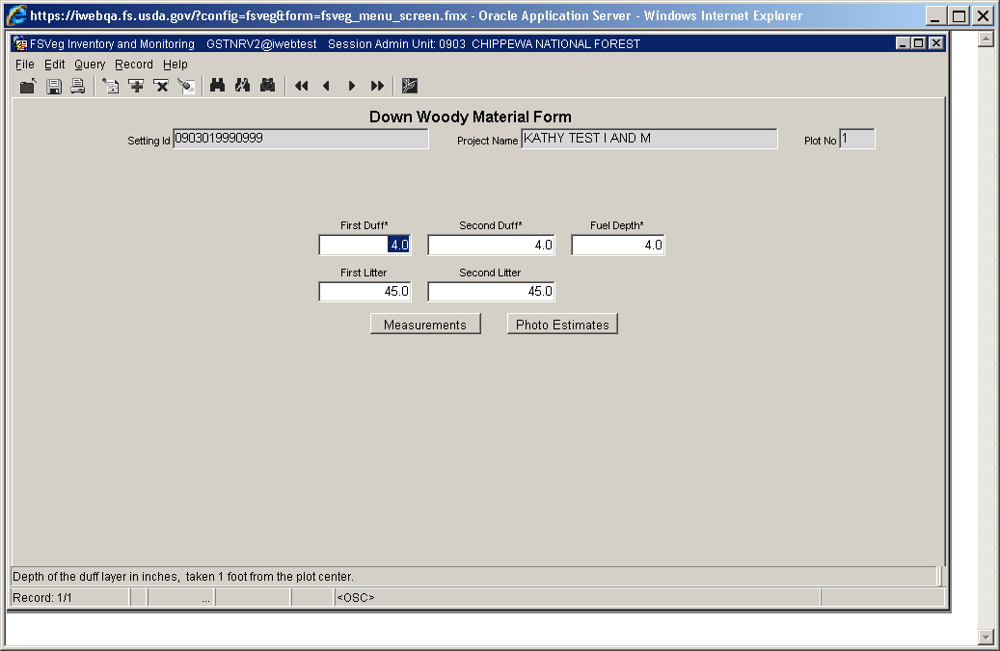 https://iwebqa.fs.usda.gov/?config=fsveg&form=fsveg_menu_screen.fmx - Oracle Application Server - Windows Internet Explorer
FSVeg Inventory and Monitoring GSTNRV2@iwebtest Session Admin Unit: 0903 CHIPPEWA NATIONAL FOREST
File Edit Query Record Help
Down Woody Material Form
Setting Id 0903019990999 Project Name KATHY TEST I AND M Plot No 1
First Duff* Second Duff* Fuel Depth*
4.0 4.0 4.0
First Litter Second Litter
45.0 45.0
Measurements Photo Estimates
Depth of the duff layer in inches, taken 1 foot from the plot center.
Record: 1/1 ... <OSC>